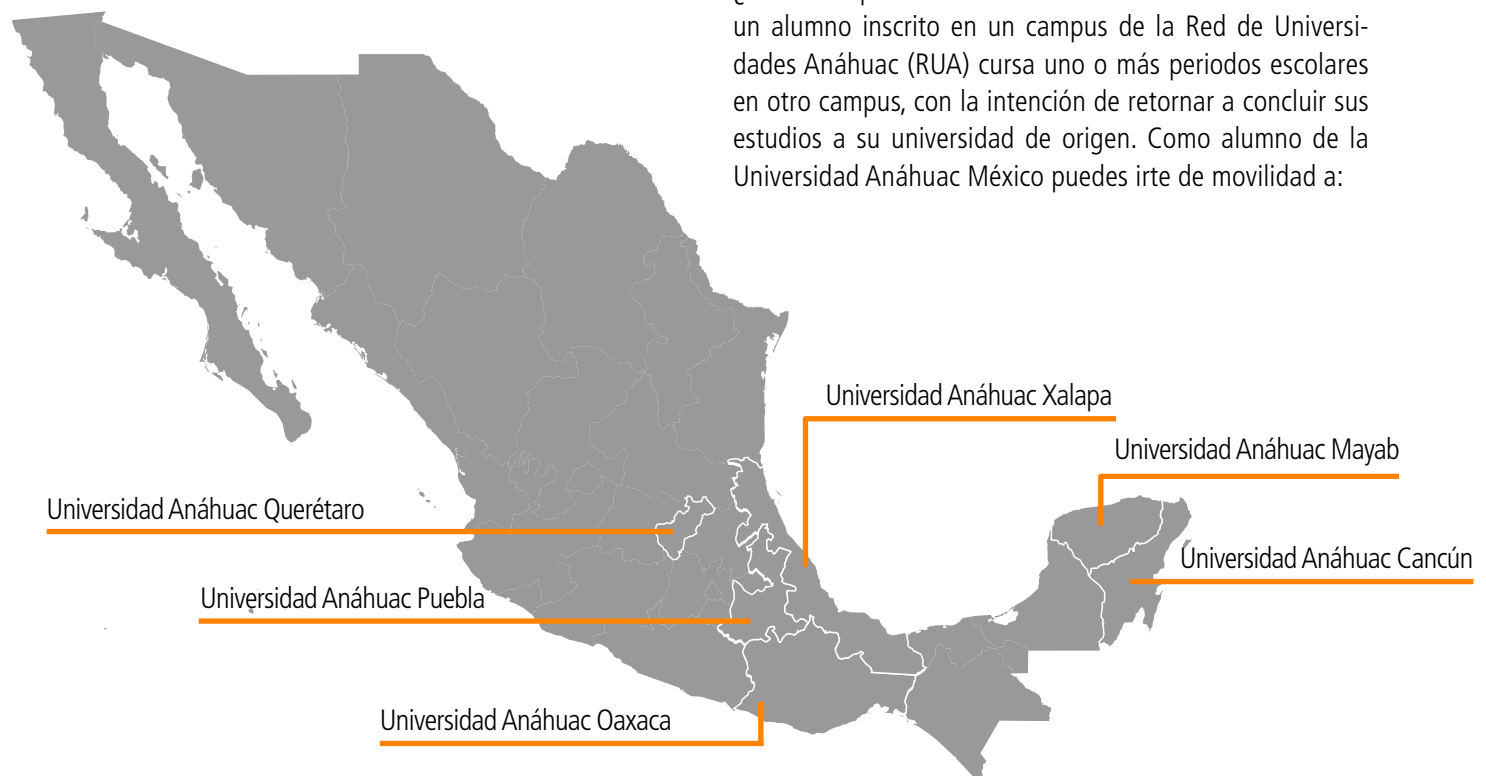 un alumno inscrito en un campus de la Red de Universi-
dades Anáhuac (RUA) cursa uno o más periodos escolares
en otro campus, con la intención de retornar a concluir sus
estudios a su universidad de origen. Como alumno de la
Universidad Anáhuac México puedes irte de movilidad a:
Universidad Anáhuac Xalapa
Universidad Anáhuac Mayab
Universidad Anáhuac Querétaro
Universidad Anáhuac Cancún
Universidad Anáhuac Puebla
Universidad Anáhuac Oaxaca